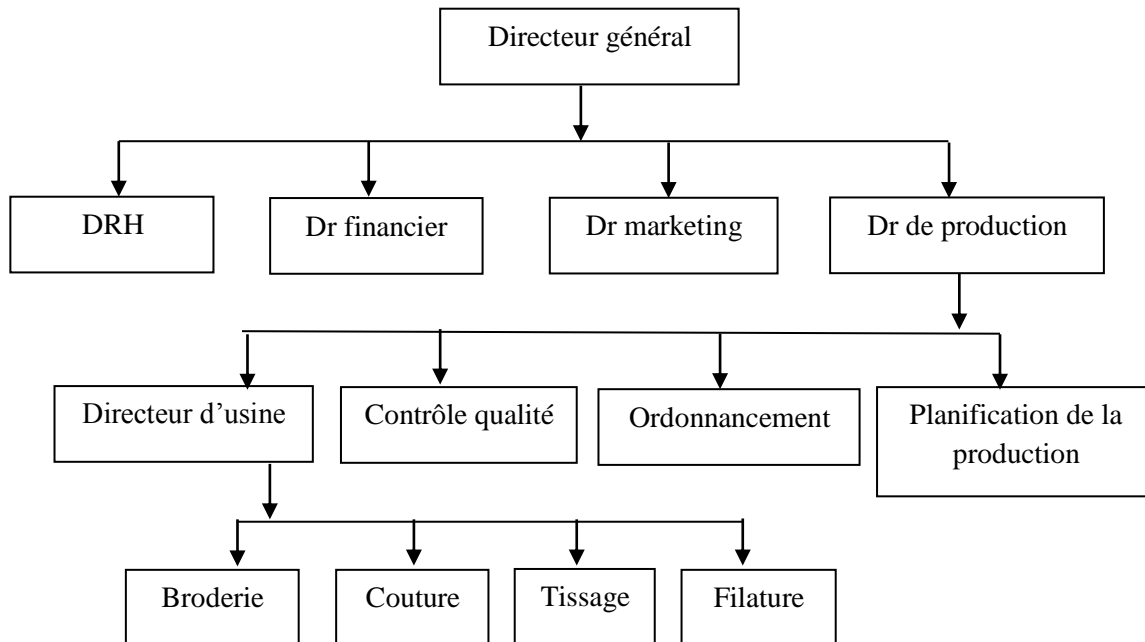 Directeur général
DRH
Dr financier
Dr marketing
Dr de production
Directeur d’usine
Contrôle qualité
Ordonnancement
Planification de la
production
Broderie
Couture
Tissage
Filature